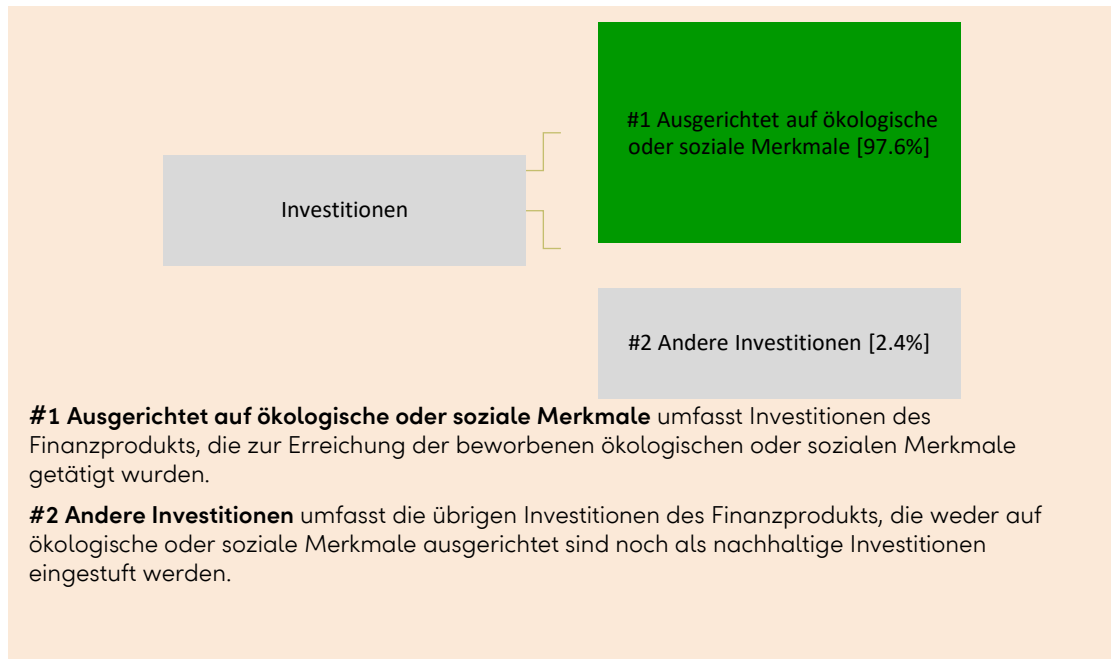 #1 Ausgerichtet auf ökologische
oder soziale Merkmale [97.6%]
Investitionen
#2 Andere Investitionen [2.4%]
#1 Ausgerichtet auf ökologische oder soziale Merkmale umfasst Investitionen des
Finanzprodukts, die zur Erreichung der beworbenen ökologischen oder sozialen Merkmale
getätigt wurden.
#2 Andere Investitionen umfasst die übrigen Investitionen des Finanzprodukts, die weder auf
ökologische oder soziale Merkmale ausgerichtet sind noch als nachhaltige Investitionen
eingestuft werden.